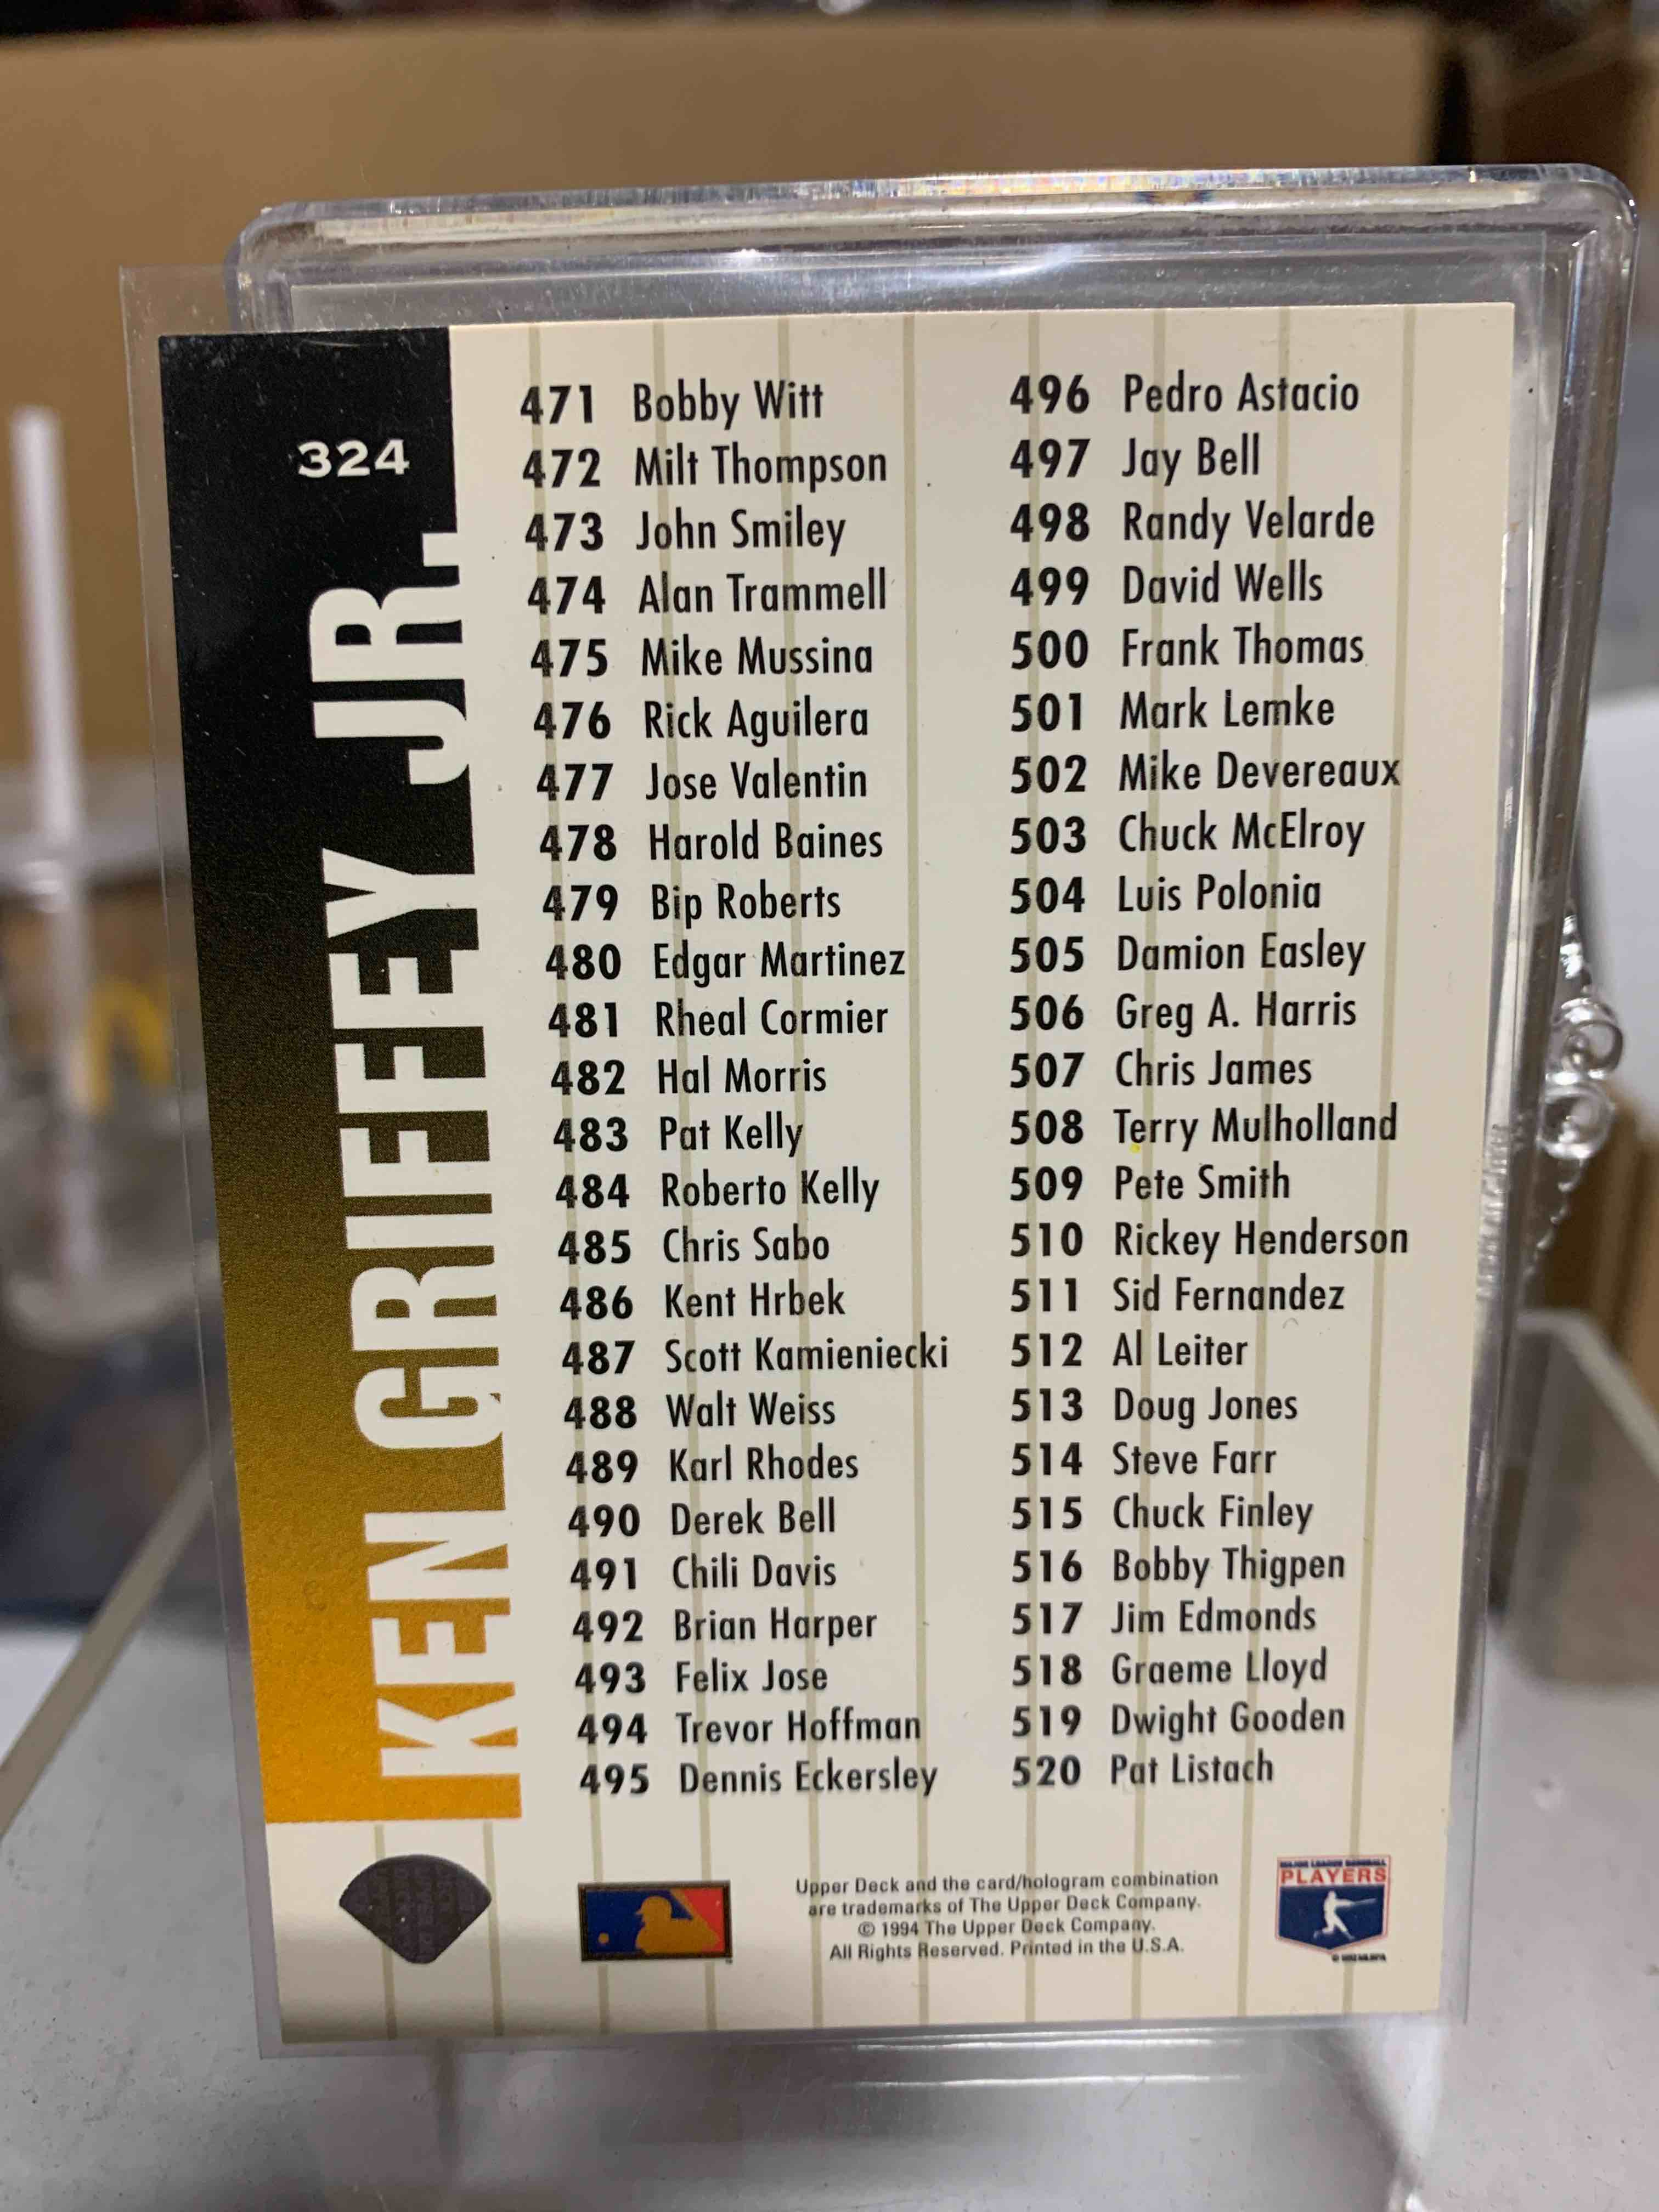 324
KEN GRIFFEY JR.
471 Bobby Witt
472 Milt Thompson
473 John Smiley
474 Alan Trammell
475 Mike Mussina
476 Rick Aguilera
477 Jose Valentin
478 Harold Baines
479 Bip Roberts
480 Edgar Martinez
481 Rheal Cormier
482 Hal Morris
483 Pat Kelly
484 Roberto Kelly
485 Chris Sabo
486 Kent Hrbek
487 Scott Kamieniecki
488 Walt Weiss
489 Karl Rhodes
490 Derek Bell
491 Chili Davis
492 Brian Harper
493 Felix Jose
494 Trevor Hoffman
495 Dennis Eckersley
496 Pedro Astacio
497 Jay Bell
498 Randy Velarde
499 David Wells
500 Frank Thomas
501 Mark Lemke
502 Mike Devereaux
503 Chuck McElroy
504 Luis Polonia
505 Damion Easley
506 Greg A. Harris
507 Chris James
508 Terry Mulholland
509 Pete Smith
510 Rickey Henderson
511 Sid Fernandez
512 Al Leiter
513 Doug Jones
514 Steve Farr
515 Chuck Finley
516 Bobby Thigpen
517 Jim Edmonds
518 Graeme Lloyd
519 Dwight Gooden
520 Pat Listach
Upper Deck and the card/hologram combination
are trademarks of The Upper Deck Company.
© 1994 The Upper Deck Company.
All Rights Reserved. Printed in the U.S.A.
MAJOR LEAGUE BASEBALL
PLAYERS